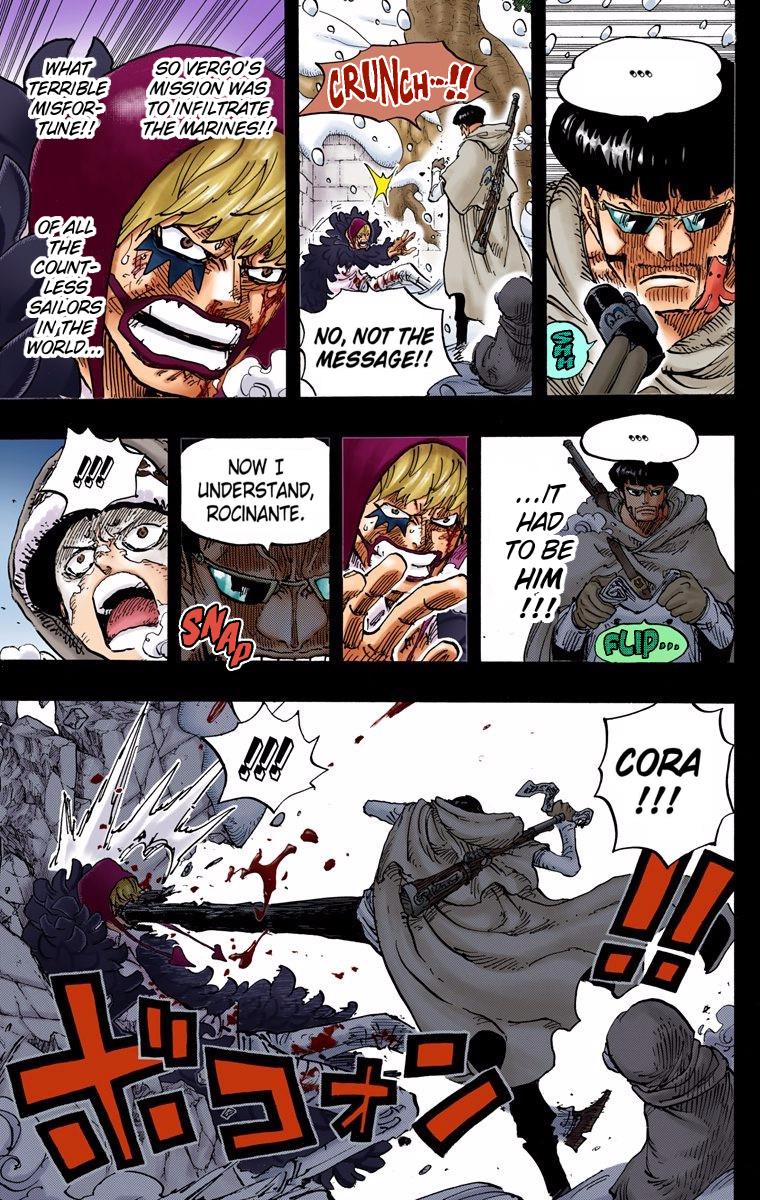 ...
SHH
CRUNCH...!!
NO, NOT THE
MESSAGE!!
SO VERGO'S
MISSION WAS
TO INFILTRATE
THE MARINES!!
WHAT
TERRIBLE
MISFOR-
TUNE!!
OF ALL
THE
COUNT-
LESS
SAILORS
IN THE
WORLD...
...
...IT
HAD
TO BE
HIM
!!!
FLIP...
NOW I
UNDERSTAND,
ROCINANTE.
SNAP
!!!
CORA
!!!
!!!
!!
ボコォン